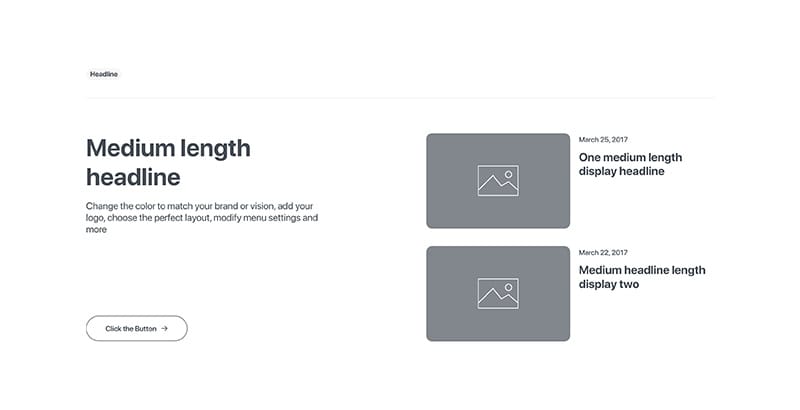 Headline
Medium length
headline
Change the color to match your brand or vision, add your
logo, choose the perfect layout, modify menu settings and
more
Click the Button →
March 25, 2017
One medium length
display headline
March 22, 2017
Medium headline length
display two